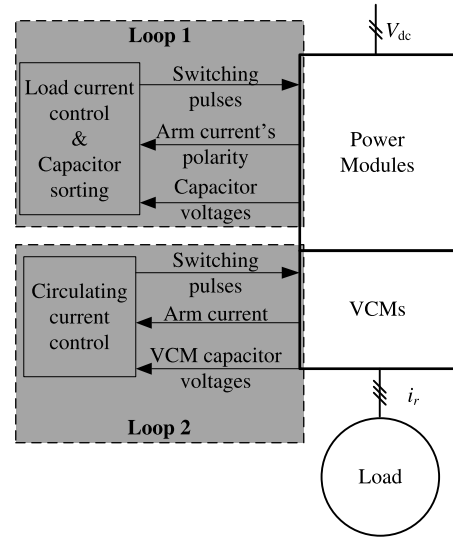 Loop 1
V_dc
Load current
control
&
Capacitor
sorting
Switching
pulses
Arm current's
polarity
Capacitor
voltages
Power
Modules
Circulating
current
control
Switching
pulses
Arm current
VCM capacitor
voltages
VCMs
Loop 2
i_r
Load